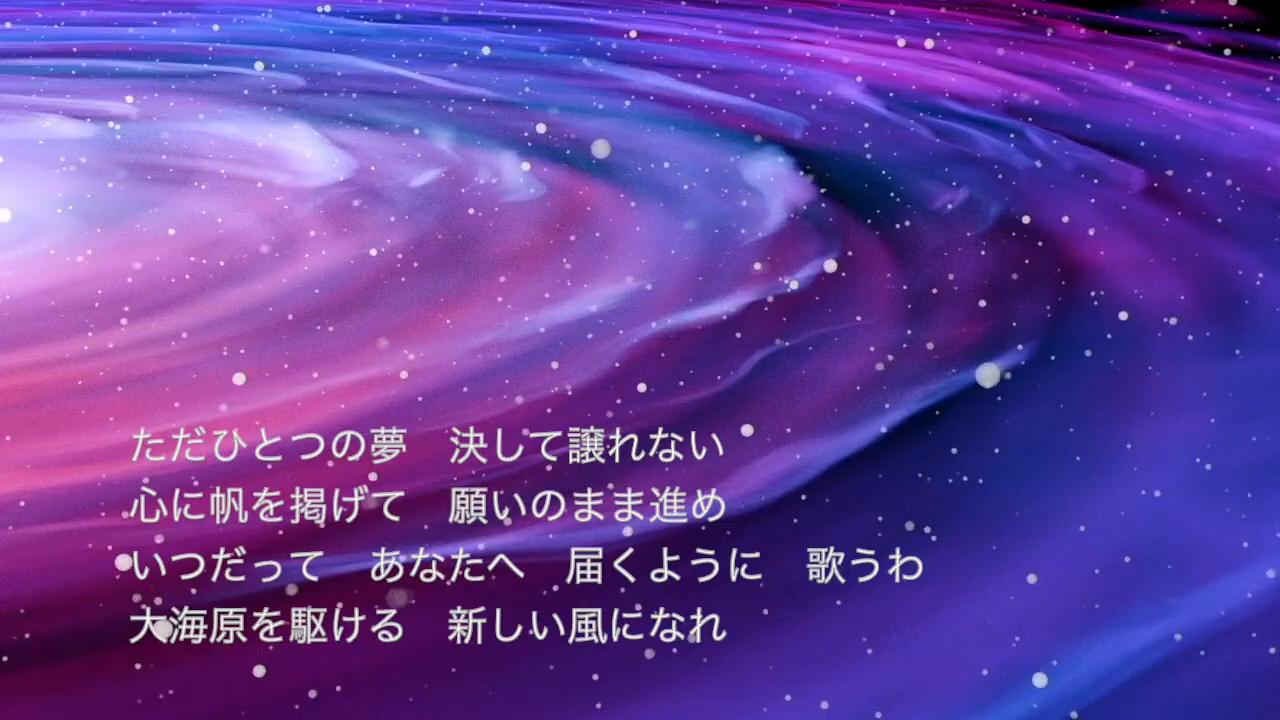 ただひとつの夢　決して譲れない
心に帆を掲げて　願いのまま進め
いつだって　あなたへ　届くように　歌うわ
大海原を駆ける　新しい風になれ